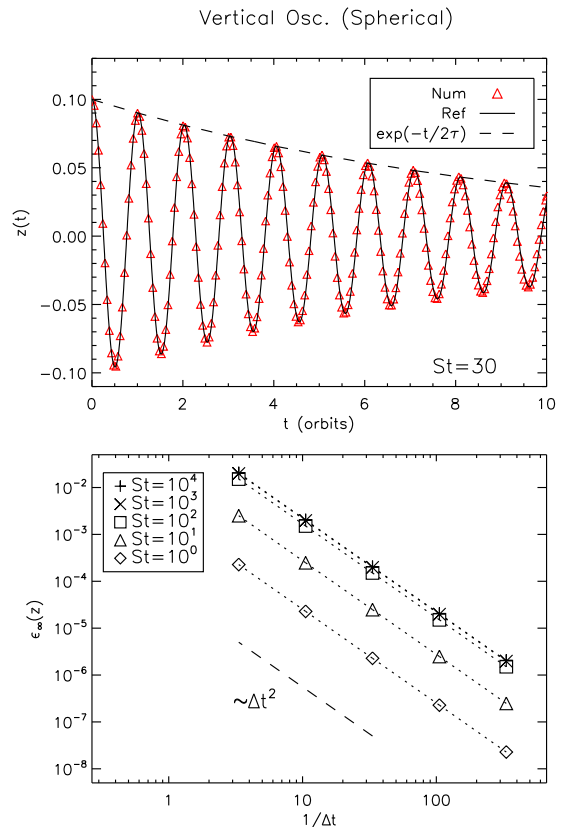 Vertical Osc. (Spherical)
0.10
0.05
0.00
−0.05
−0.10
z(t)
Num
Ref
exp(−t/2τ)
St=30
0 2 4 6 8 10
t (orbits)
10⁻²
10⁻³
10⁻⁴
10⁻⁵
10⁻⁶
10⁻⁷
10⁻⁸
ϵ∞(z)
St=10⁴
St=10³
St=10²
St=10¹
St=10⁰
~Δt²
1 10 100
1/Δt